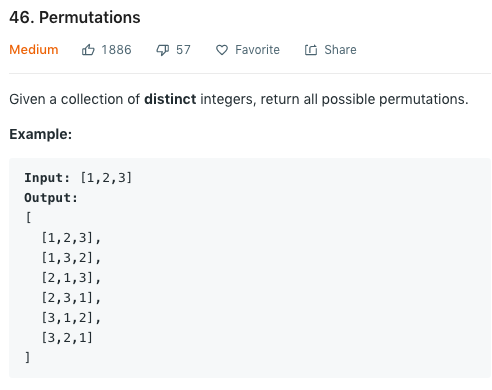 46. Permutations
Medium 1886 57 Favorite Share
Given a collection of distinct integers, return all possible permutations.
Example:
Input: [1,2,3]
Output:
[
  [1,2,3],
  [1,3,2],
  [2,1,3],
  [2,3,1],
  [3,1,2],
  [3,2,1]
]